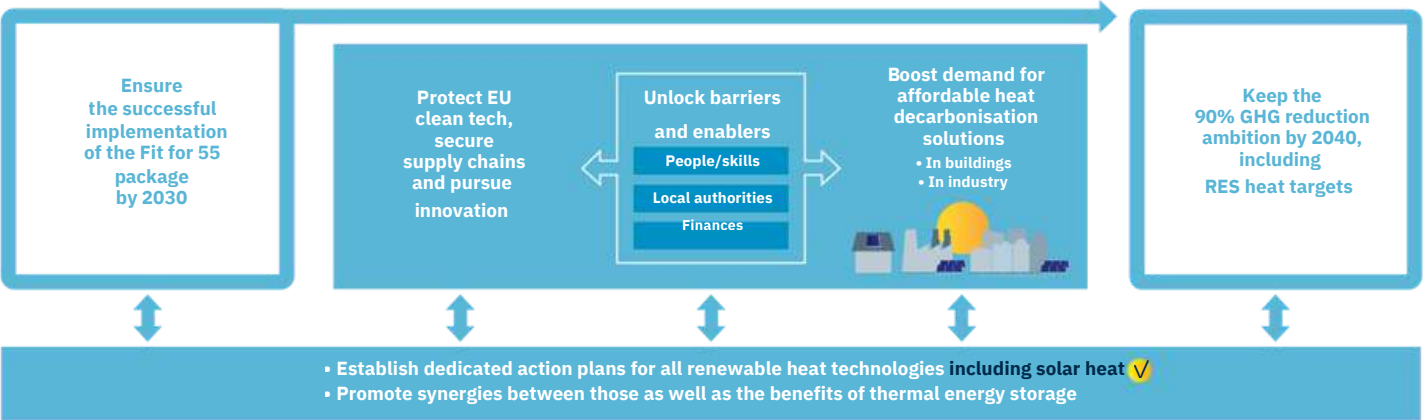 Ensure
the successful
implementation
of the Fit for 55
package
by 2030
Protect EU
clean tech,
secure
supply chains
and pursue
innovation
Unlock barriers
and enablers
People/skills
Local authorities
Finances
Boost demand for
affordable heat
decarbonisation
solutions
• In buildings
• In industry
Keep the
90% GHG reduction
ambition by 2040,
including
RES heat targets
• Establish dedicated action plans for all renewable heat technologies including solar heat √
• Promote synergies between those as well as the benefits of thermal energy storage